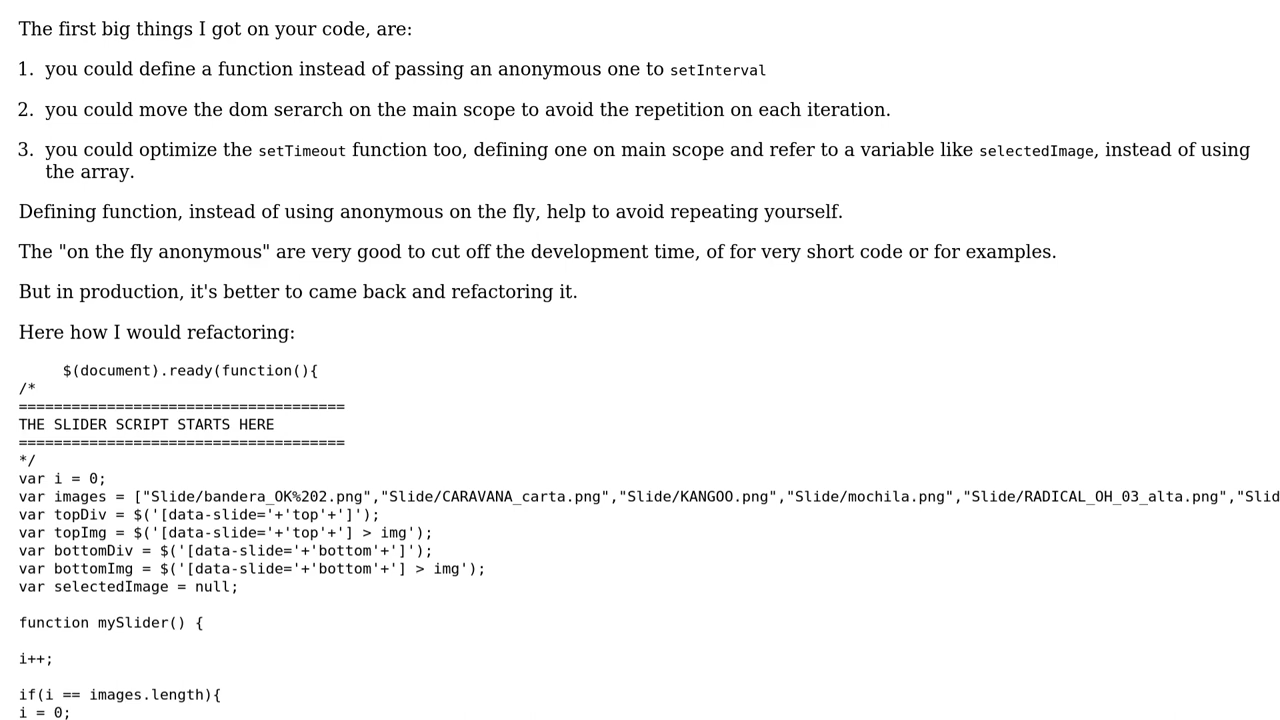 The first big things I got on your code, are:
1. you could define a function instead of passing an anonymous one to setInterval
2. you could move the dom serarch on the main scope to avoid the repetition on each iteration.
3. you could optimize the setTimeout function too, defining one on main scope and refer to a variable like selectedImage, instead of using
the array.
Defining function, instead of using anonymous on the fly, help to avoid repeating yourself.
The "on the fly anonymous" are very good to cut off the development time, of for very short code or for examples.
But in production, it's better to came back and refactoring it.
Here how I would refactoring:
$(document).ready(function(){
/*
=====================================
THE SLIDER SCRIPT STARTS HERE
=====================================
*/
var i = 0;
var images = ["Slide/bandera_OK%202.png","Slide/CARAVANA_carta.png","Slide/KANGOO.png","Slide/mochila.png","Slide/RADICAL_OH_03_alta.png","Slid
var topDiv = $('[data-slide='+'top'+']');
var topImg = $('[data-slide='+'top'+'] > img');
var bottomDiv = $('[data-slide='+'bottom'+']');
var bottomImg = $('[data-slide='+'bottom'+'] > img');
var selectedImage = null;
function mySlider() {
i++;
if(i == images.length){
i = 0;